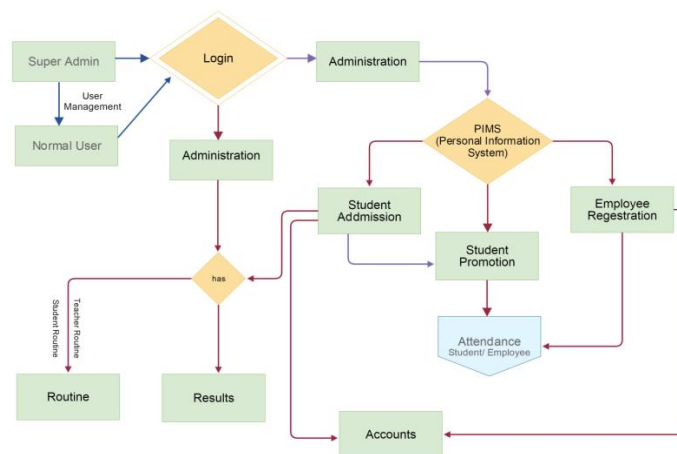 Super Admin
Login
Administration
User
Management
Normal User
Administration
PIMS
(Personal Information
System)
Student
Addmission
Employee
Regestration
Student
Promotion
has
Teacher Routine
Student Routine
Attendance
Student/ Employee
Routine
Results
Accounts